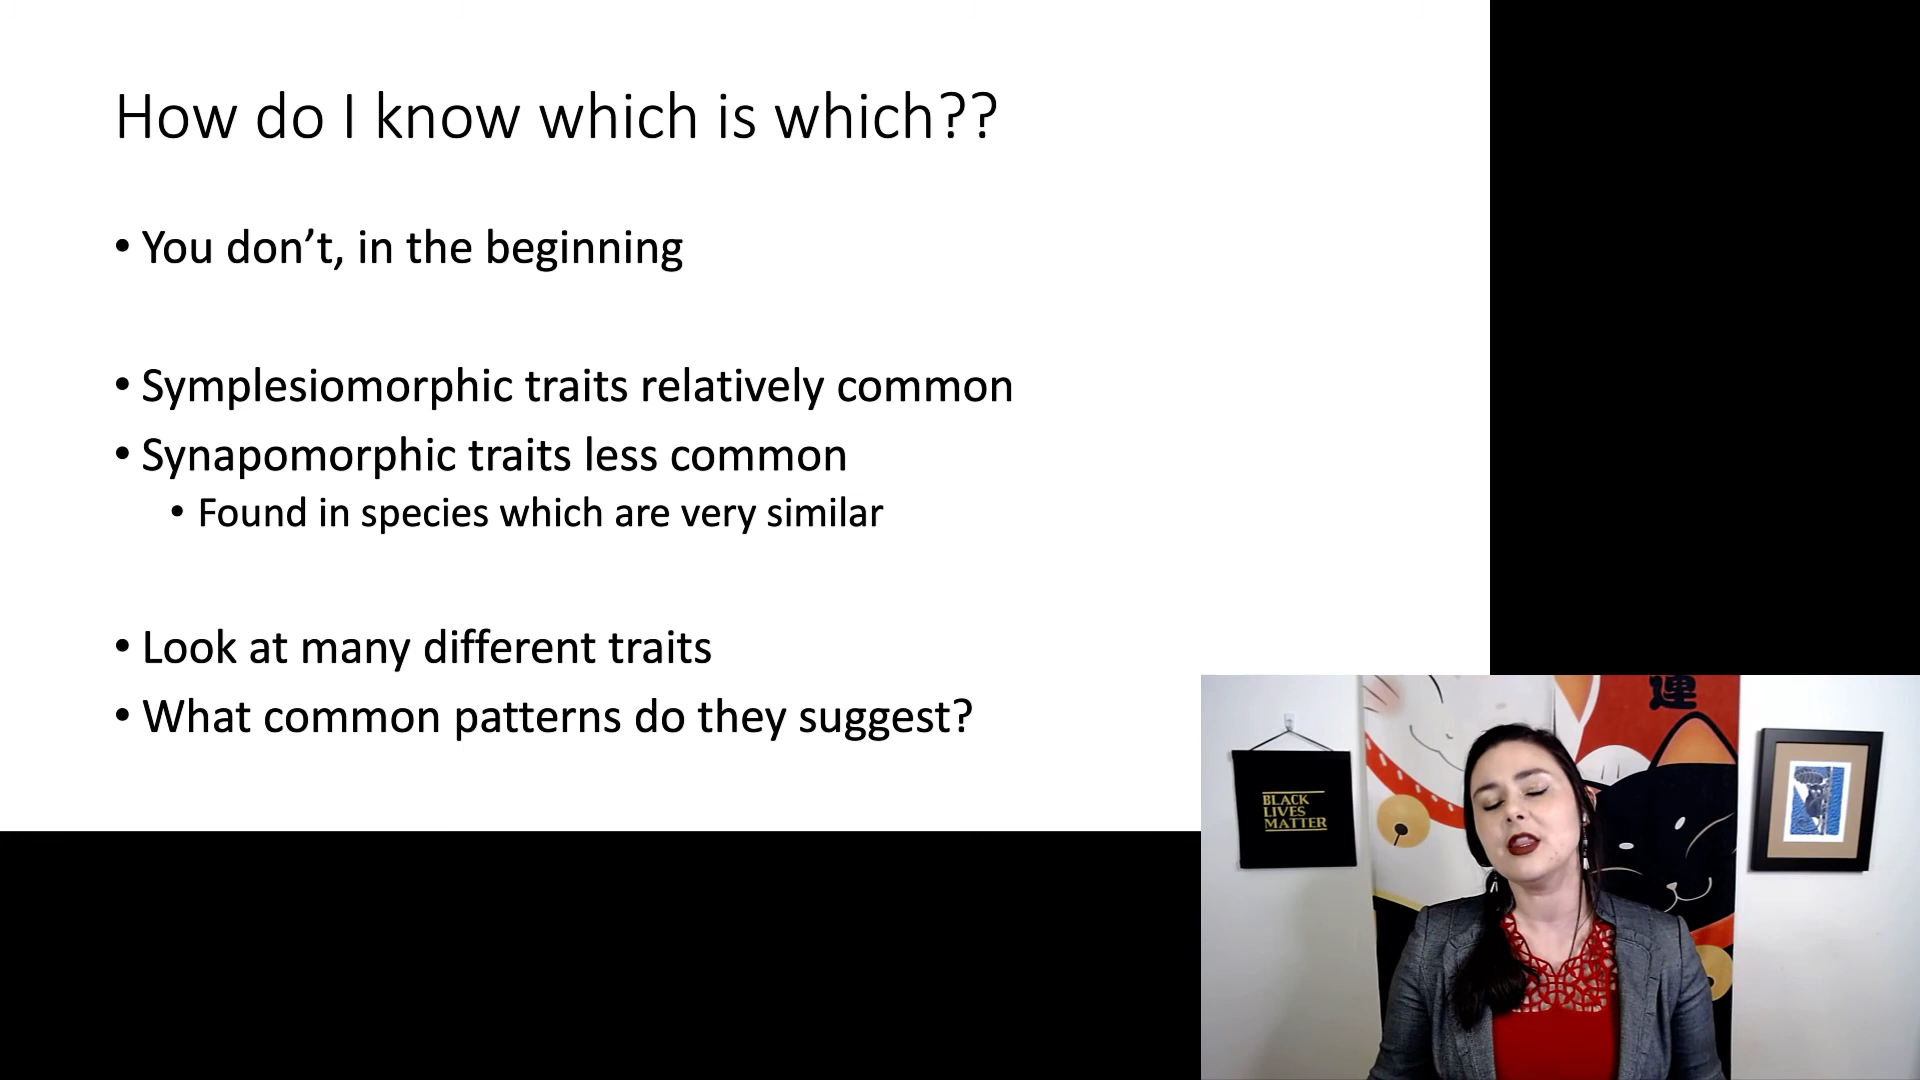 How do I know which is which??
• You don’t, in the beginning
• Symplesiomorphic traits relatively common
• Synapomorphic traits less common
• Found in species which are very similar
• Look at many different traits
• What common patterns do they suggest?
運
BLACK
LIVES
MATTER